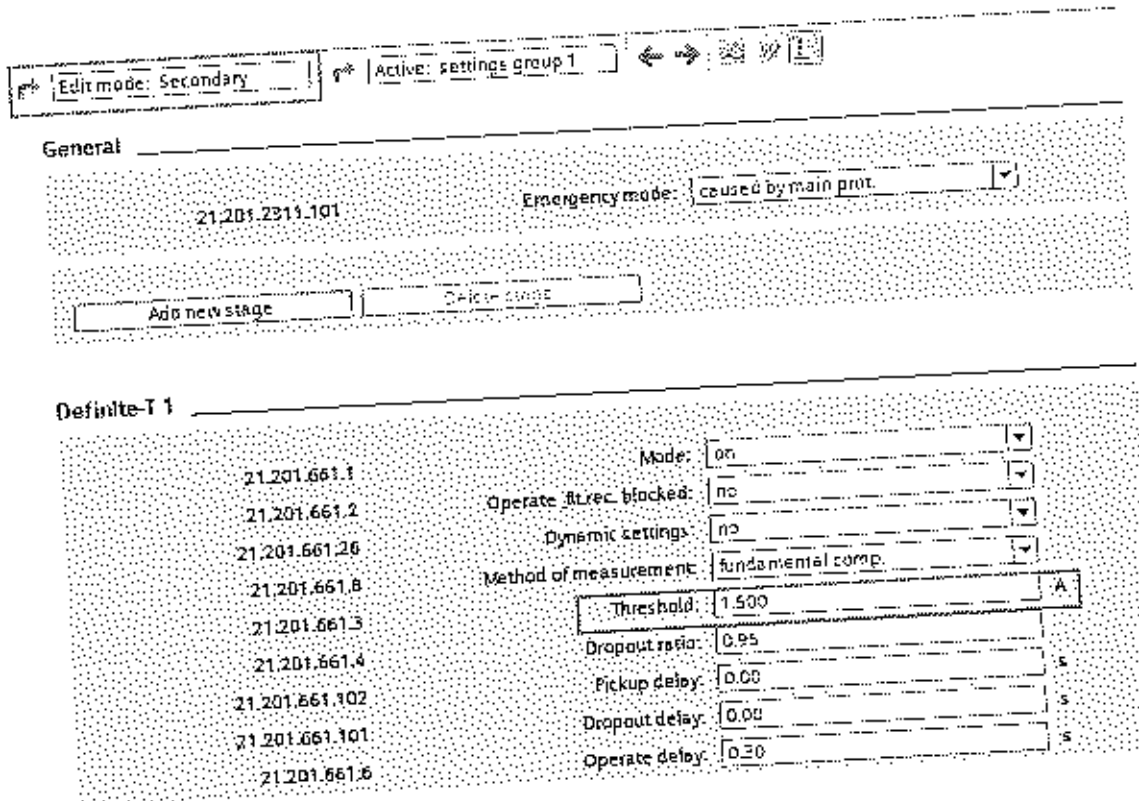 Edit mode: Secondary Active: settings group 1
General
21.201.2311.101 Emergency mode: caused by main prot.
Add new stage Delete stage
Definite-T 1
21.201.661.1 Mode: on
21.201.661.2 Operate & flt.rec. blocked: no
21.201.661.26 Dynamic settings: no
21.201.661.8 Method of measurement: fundamental comp.
21.201.661.3 Threshold: 1.500 A
21.201.661.4 Dropout ratio: 0.95
21.201.661.102 Pickup delay: 0.00 s
21.201.661.101 Dropout delay: 0.00 s
21.201.661.6 Operate delay: 0.30 s